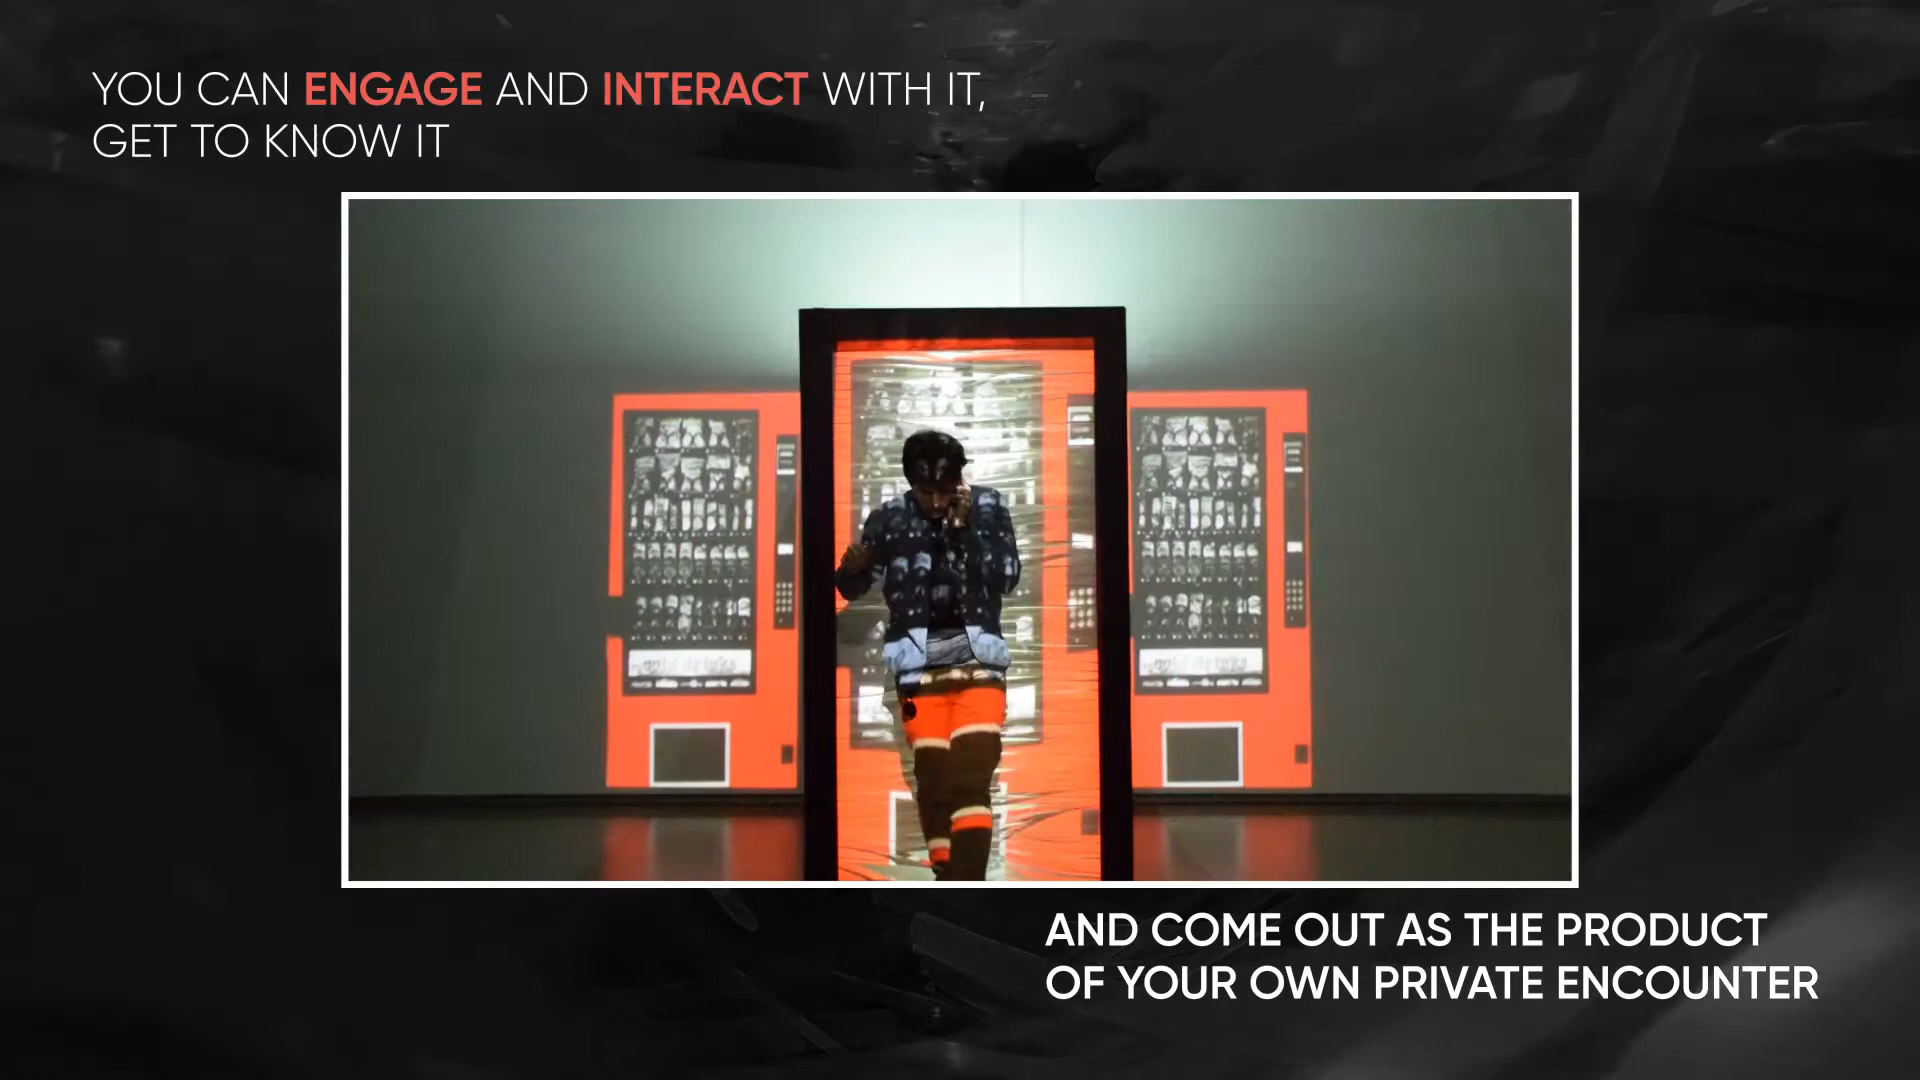 YOU CAN ENGAGE AND INTERACT WITH IT,
GET TO KNOW IT
AND COME OUT AS THE PRODUCT
OF YOUR OWN PRIVATE ENCOUNTER